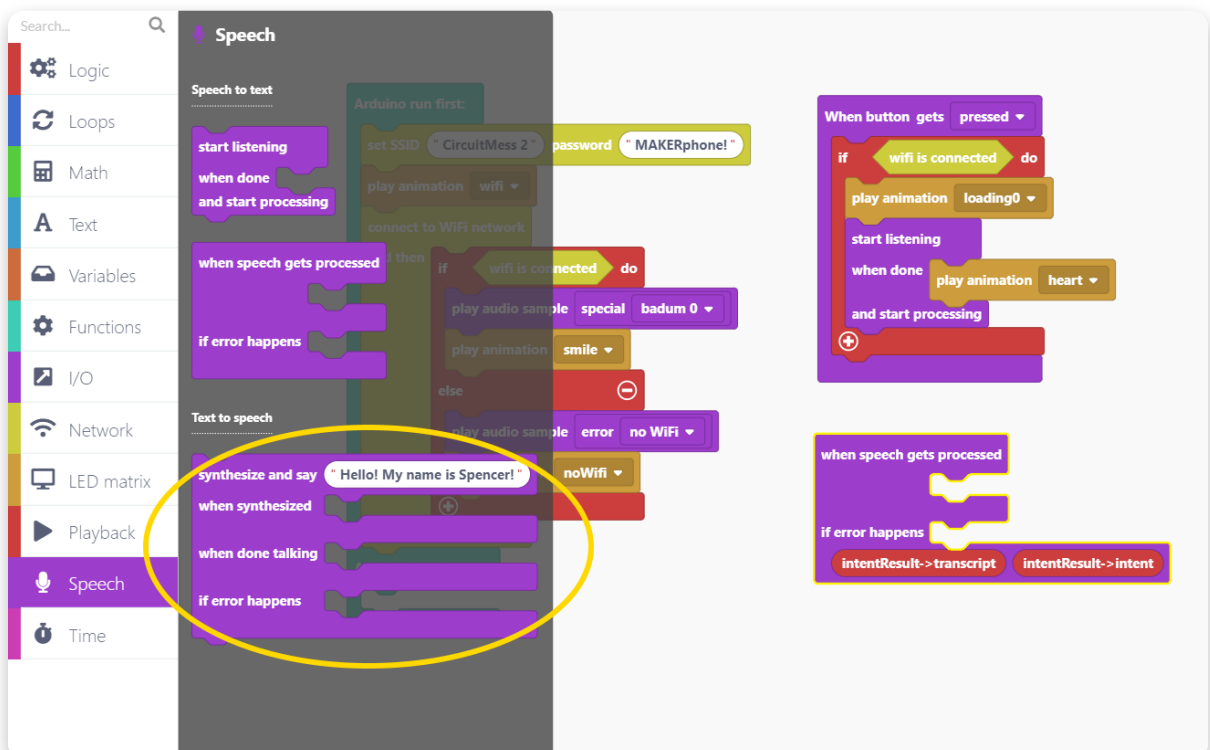 Search...
Logic
Loops
Math
Text
Variables
Functions
I/O
Network
LED matrix
Playback
Speech
Time
Speech
Speech to text
start listening
when done
and start processing
when speech gets processed
if error happens
Text to speech
synthesize and say " Hello! My name is Spencer! "
when synthesized
when done talking
if error happens
Arduino run first:
set SSID " CircuitMess 2 " password " MAKERphone! "
play animation wifi
connect to WiFi network
and then if wifi is connected do
play audio sample special badum 0
play animation smile
else
play audio sample error no WiFi
noWifi
When button gets pressed
if wifi is connected do
play animation loading0
start listening
when done play animation heart
and start processing
when speech gets processed
if error happens
intentResult->transcript intentResult->intent